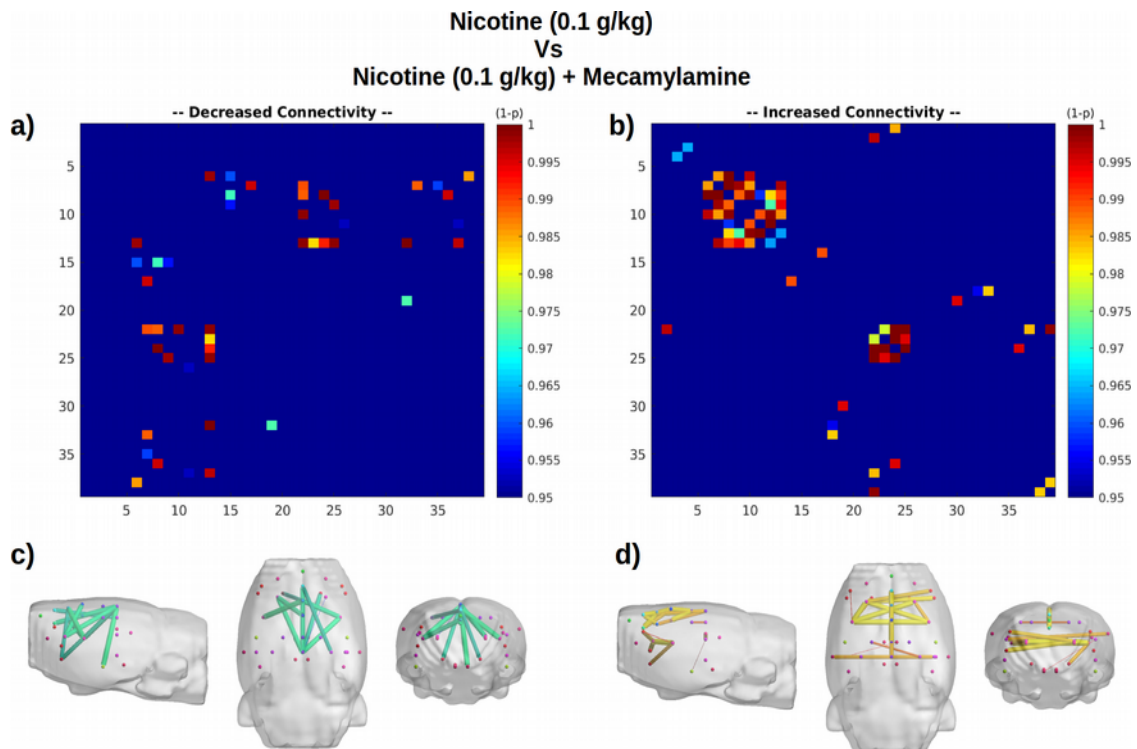 Nicotine (0.1 g/kg)
Vs
Nicotine (0.1 g/kg) + Mecamylamine
a)
-- Decreased Connectivity --
(1-p)
5
10
15
20
25
30
35
5 10 15 20 25 30 35
1
0.995
0.99
0.985
0.98
0.975
0.97
0.965
0.96
0.955
0.95
b)
-- Increased Connectivity --
(1-p)
5
10
15
20
25
30
35
5 10 15 20 25 30 35
1
0.995
0.99
0.985
0.98
0.975
0.97
0.965
0.96
0.955
0.95
c)
d)